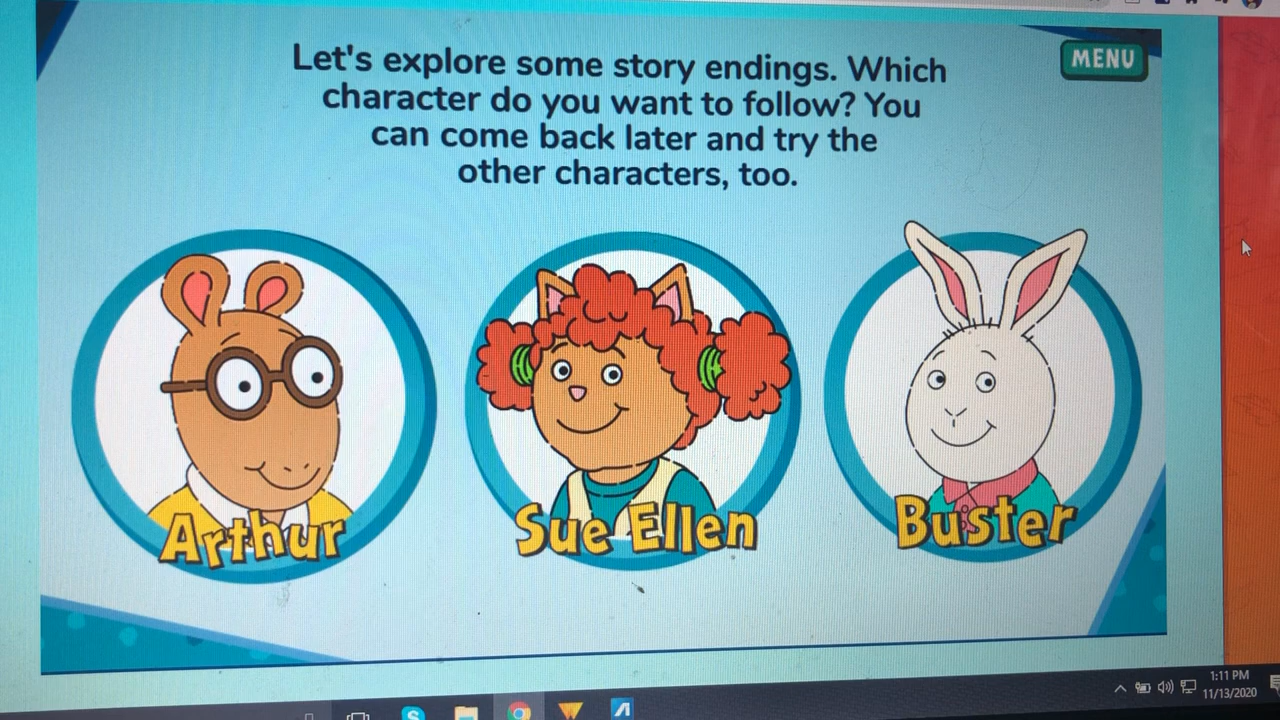 Let's explore some story endings. Which
character do you want to follow? You
can come back later and try the
other characters, too.
MENU
Arthur
Sue Ellen
Buster
1:11 PM
11/13/2020